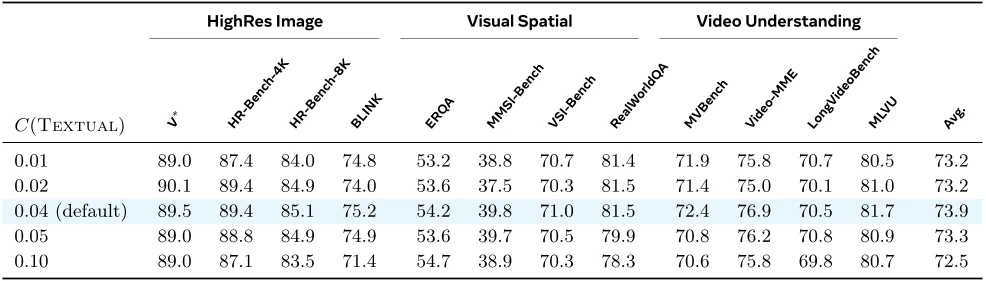 HighRes Image Visual Spatial Video Understanding
C(TEXTUAL) V* HR-Bench-4K HR-Bench-8K BLINK ERQA MMSI-Bench VSI-Bench RealWorldQA MVBench Video-MME LongVideoBench MLVU Avg.
0.01 89.0 87.4 84.0 74.8 53.2 38.8 70.7 81.4 71.9 75.8 70.7 80.5 73.2
0.02 90.1 89.4 84.9 74.0 53.6 37.5 70.3 81.5 71.4 75.0 70.1 81.0 73.2
0.04 (default) 89.5 89.4 85.1 75.2 54.2 39.8 71.0 81.5 72.4 76.9 70.5 81.7 73.9
0.05 89.0 88.8 84.9 74.9 53.6 39.7 70.5 79.9 70.8 76.2 70.8 80.9 73.3
0.10 89.0 87.1 83.5 71.4 54.7 38.9 70.3 78.3 70.6 75.8 69.8 80.7 72.5